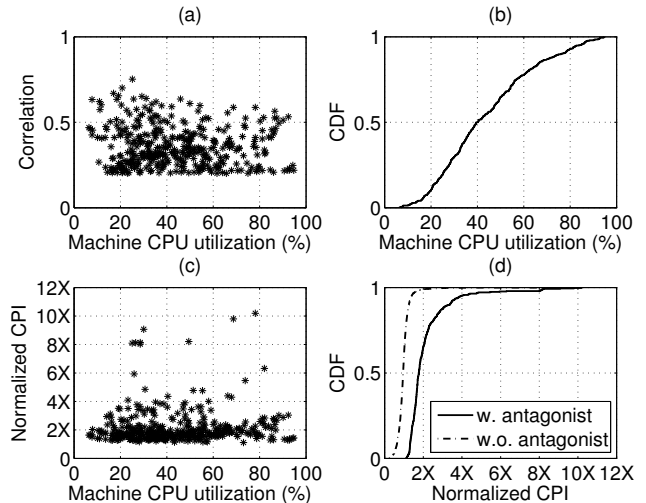 (a)
1
0.5
0
Correlation
0 20 40 60 80 100
Machine CPU utilization (%)
(b)
1
0.5
0
CDF
0 20 40 60 80 100
Machine CPU utilization (%)
(c)
12X
8X
6X
4X
2X
0
Normalized CPI
0 20 40 60 80 100
Machine CPU utilization (%)
(d)
1
0.5
0
CDF
w. antagonist
w.o. antagonist
0 2X 4X 6X 8X 10X 12X
Normalized CPI